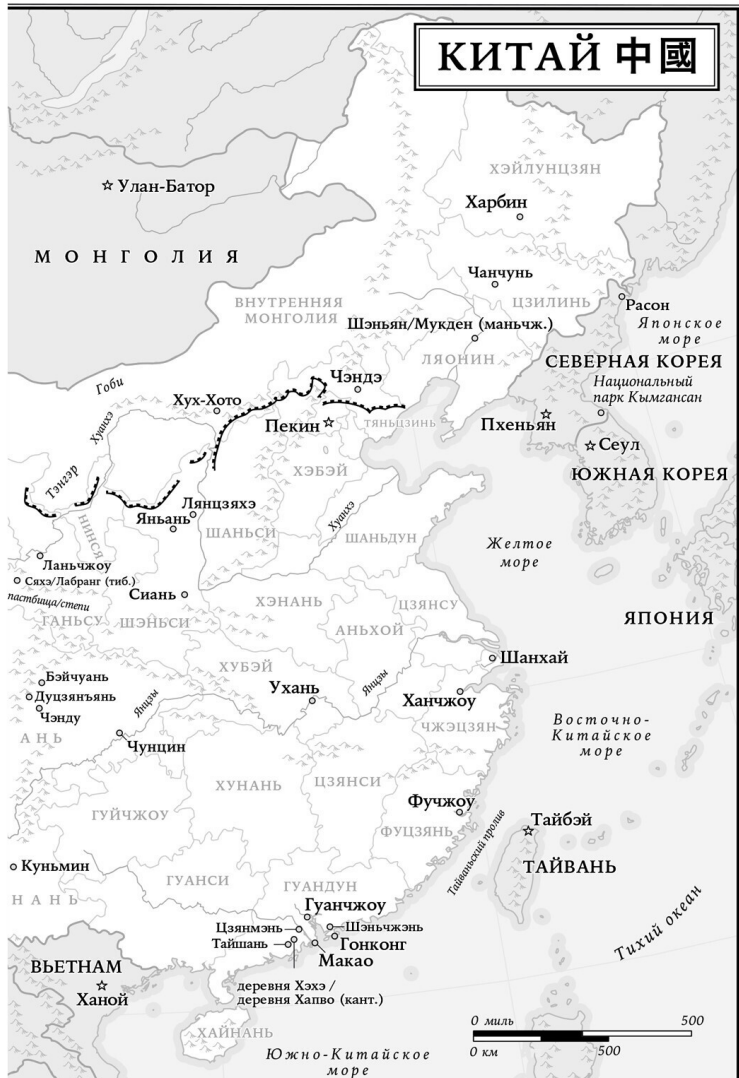 КИТАЙ 中國
ХЭЙЛУНЦЗЯН
Улан-Батор
Харбин
МОНГОЛИЯ
Чанчунь
ВНУТРЕННЯЯ
МОНГОЛИЯ
ЦЗИЛИНЬ
Расон
Шэньян/Мукден (маньчж.)
Японское
море
ЛЯОНИН
СЕВЕРНАЯ КОРЕЯ
Чэндэ
Гоби
Национальный
парк Кымгансан
Хух-Хото
Хуанхэ
Пекин
ТЯНЬЦЗИНЬ
Пхеньян
Сеул
Тэнгэр
ХЭБЭЙ
ЮЖНАЯ КОРЕЯ
Лянцзяхэ
Яньань
НИНСЯ
ШАНЬСИ
Хуанхэ
ШАНЬДУН
Желтое
море
Ланьчжоу
Сяхэ/Лабранг (тиб.)
Сиань
пастбища/степи
ХЭНАНЬ
ЦЗЯНСУ
ГАНЬСУ
ШЭНЬСИ
АНЬХОЙ
ЯПОНИЯ
Шанхай
ХУБЭЙ
Бэйчуань
Ухань
Янцзы
Дуцзянъянь
Янцзы
Ханчжоу
Чэнду
ЧЖЭЦЗЯН
АНЬ
Чунцин
Восточно-
Китайское
море
ХУНАНЬ
ЦЗЯНСИ
ГУЙЧЖОУ
Фучжоу
ФУЦЗЯНЬ
Тайваньский пролив
Тайбэй
Куньмин
ТАЙВАНЬ
ГУАНСИ
ГУАНДУН
НАНЬ
Гуанчжоу
Цзянмэнь
Шэньчжэнь
Тайшань
Гонконг
Макао
Тихий океан
ВЬЕТНАМ
Ханой
деревня Хэхэ /
деревня Хапво (кант.)
ХАЙНАНЬ
0 миль 500
0 км 500
Южно-Китайское
море